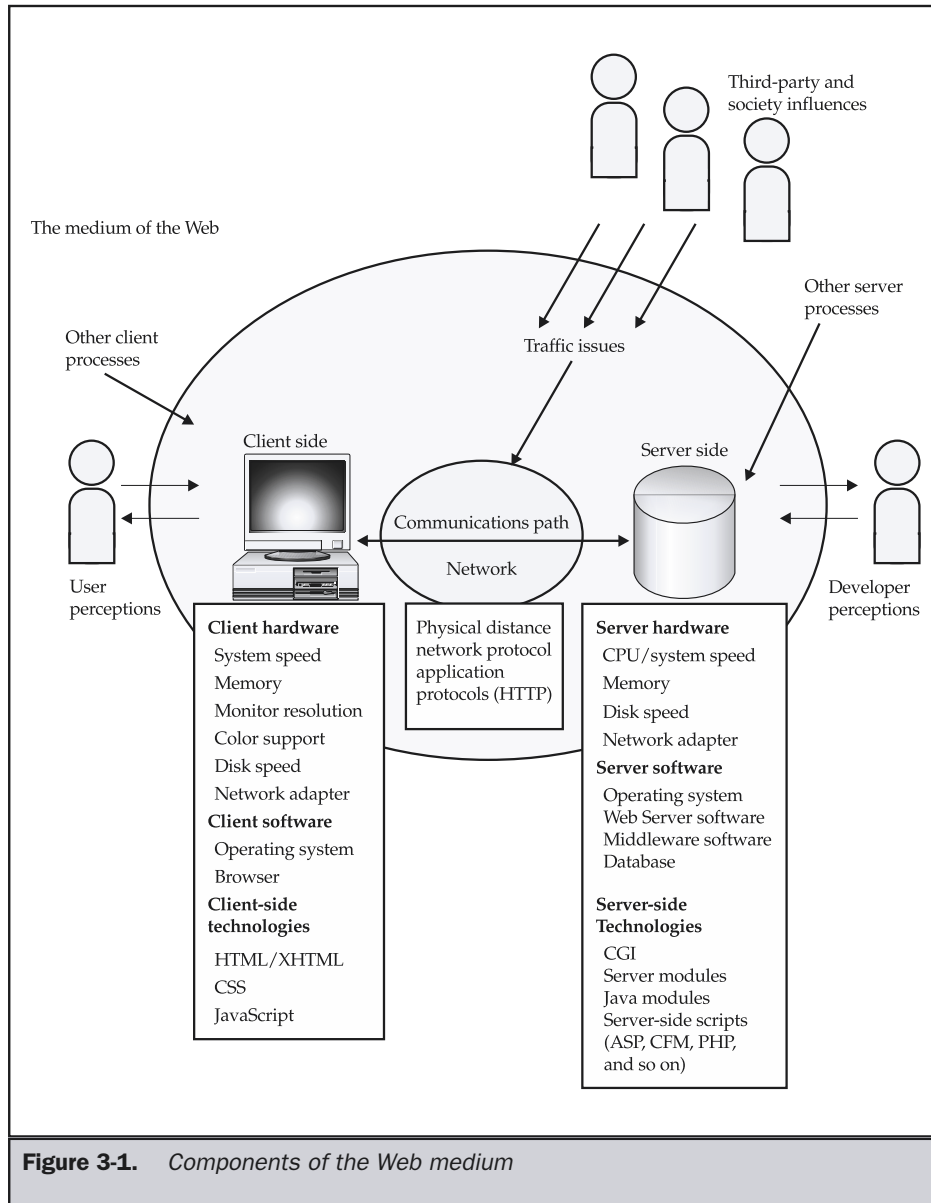 Third-party and
society influences
The medium of the Web
Other server
processes
Other client
processes
Traffic issues
Client side
Server side
Communications path
Network
User
perceptions
Developer
perceptions
Client hardware
System speed
Memory
Monitor resolution
Color support
Disk speed
Network adapter
Client software
Operating system
Browser
Client-side
technologies
HTML/XHTML
CSS
JavaScript
Physical distance
network protocol
application
protocols (HTTP)
Server hardware
CPU/system speed
Memory
Disk speed
Network adapter
Server software
Operating system
Web Server software
Middleware software
Database
Server-side
Technologies
CGI
Server modules
Java modules
Server-side scripts
(ASP, CFM, PHP,
and so on)
Figure 3-1. Components of the Web medium